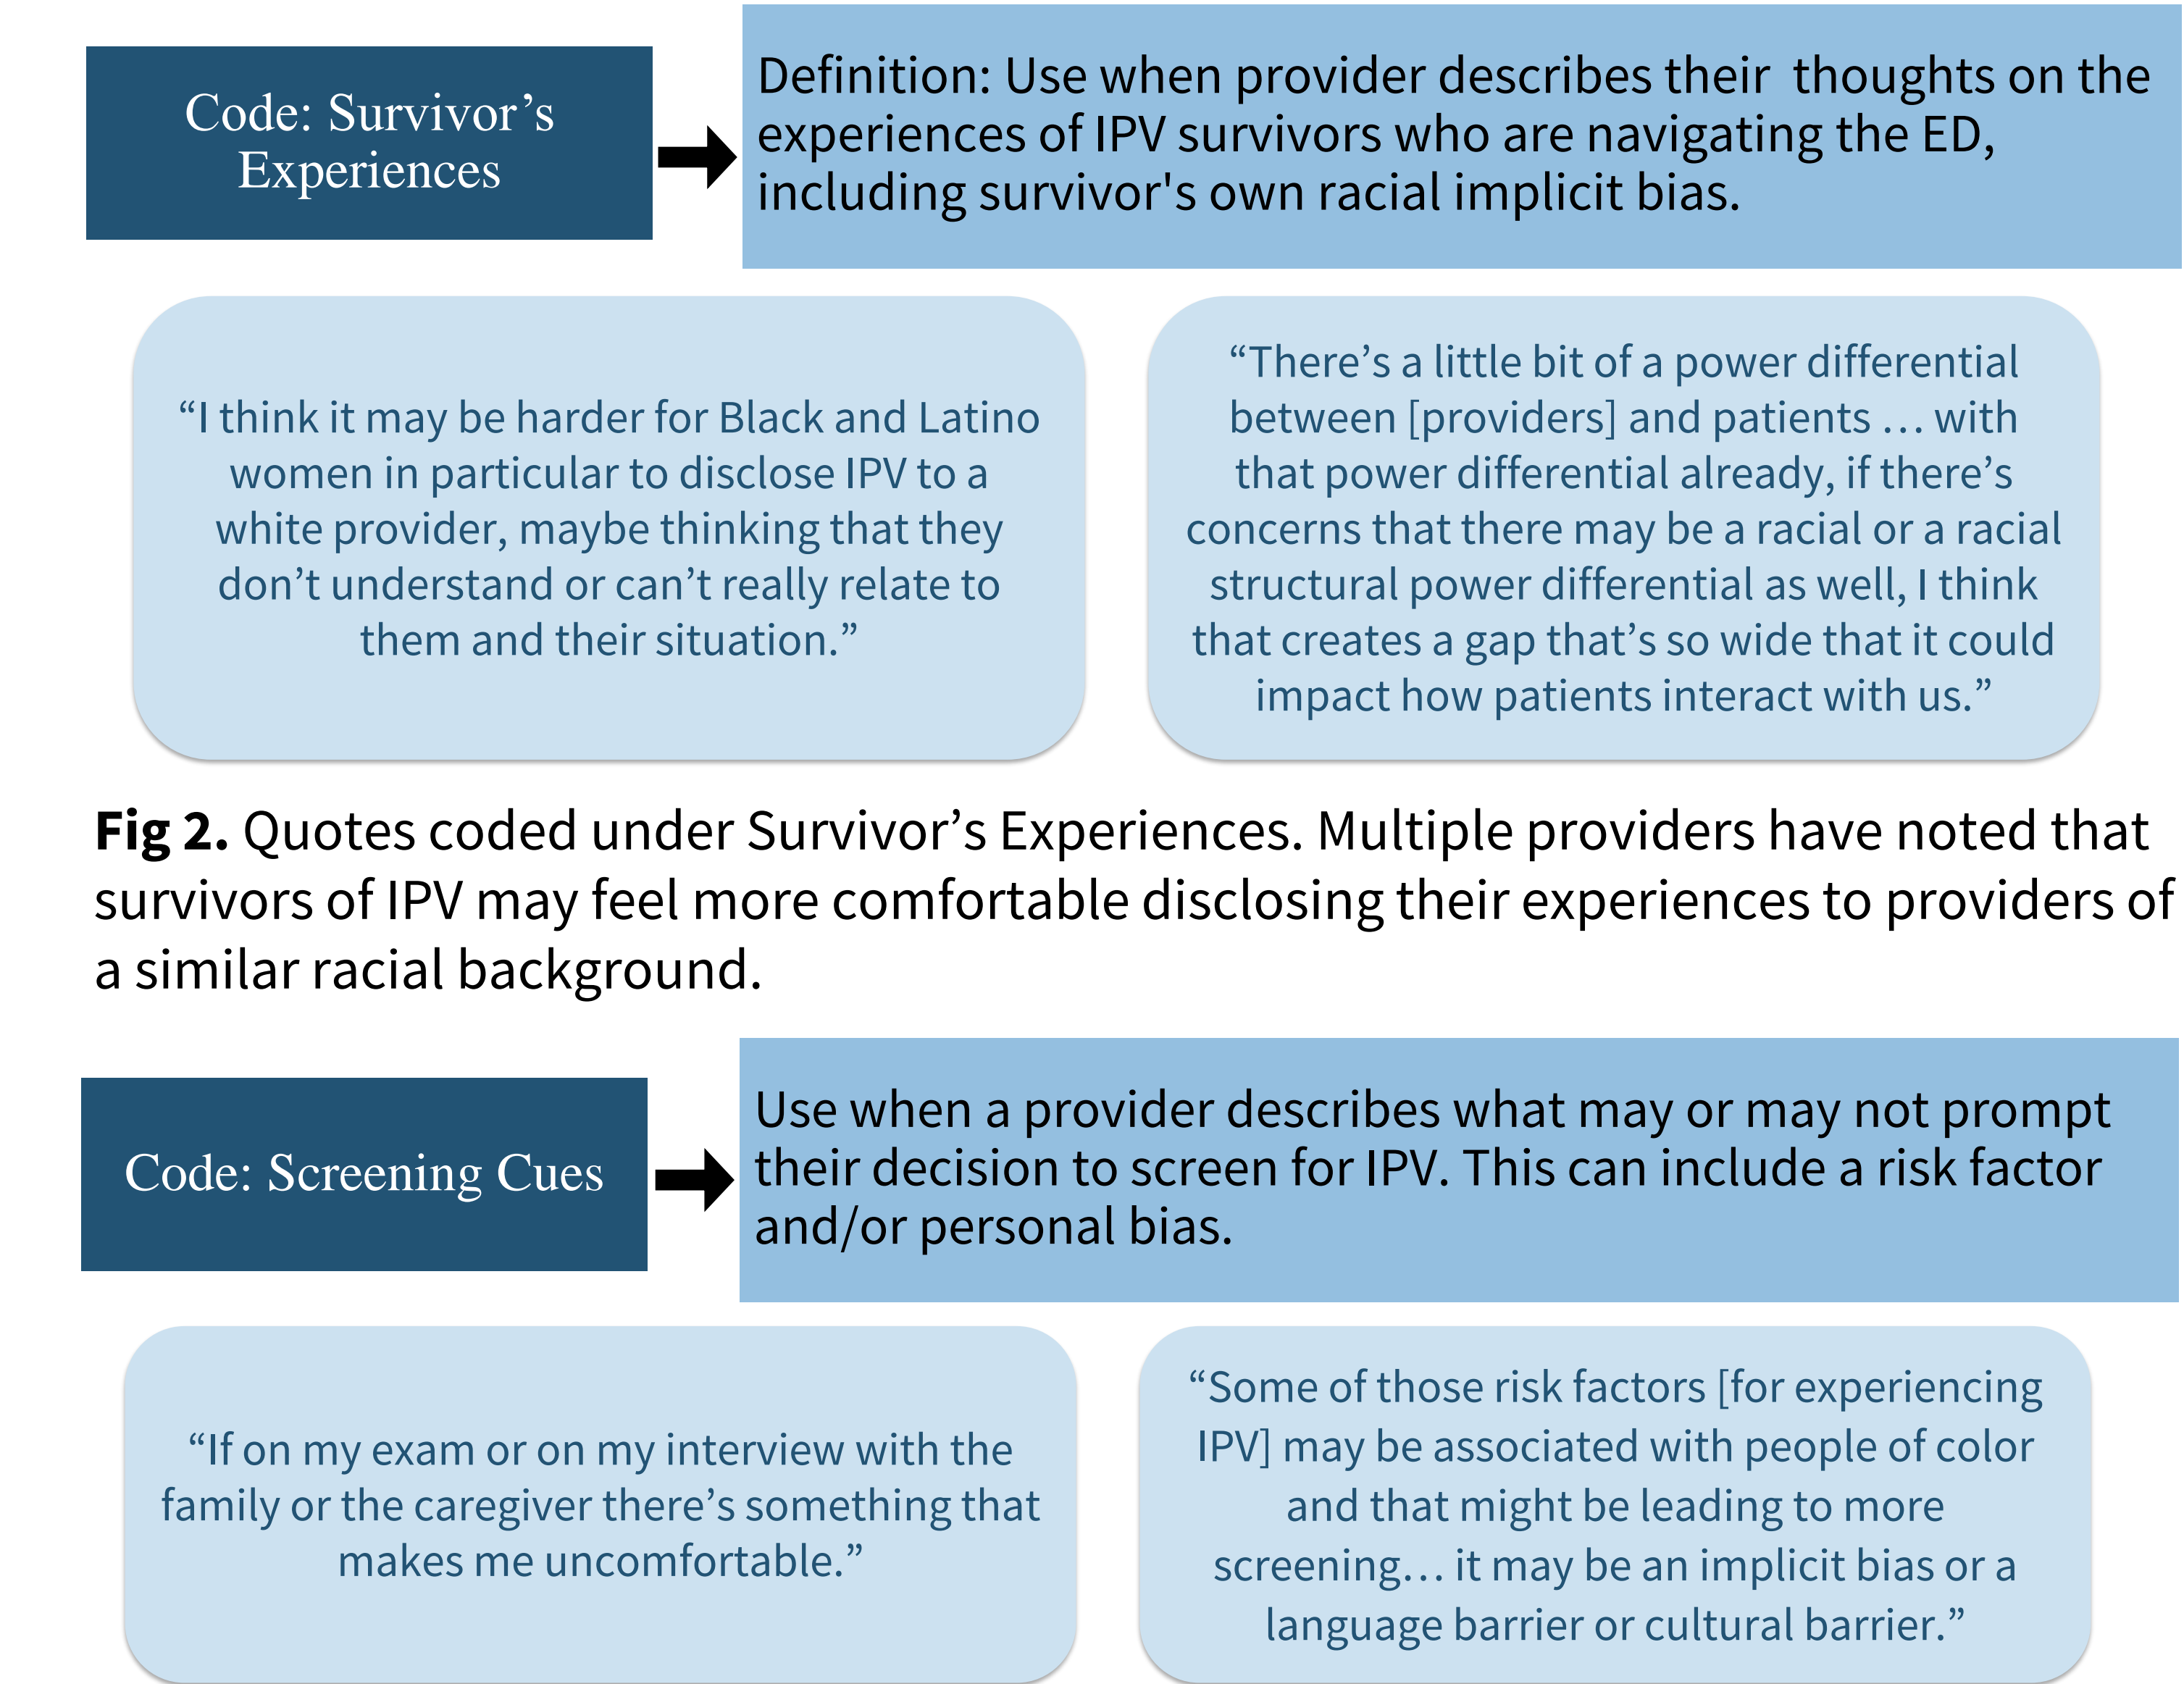 Code: Survivor’s
Experiences
Definition: Use when provider describes their  thoughts on the
experiences of IPV survivors who are navigating the ED,
including survivor's own racial implicit bias.
“I think it may be harder for Black and Latino
women in particular to disclose IPV to a
white provider, maybe thinking that they
don’t understand or can’t really relate to
them and their situation.”
“There’s a little bit of a power differential
between [providers] and patients … with
that power differential already, if there’s
concerns that there may be a racial or a racial
structural power differential as well, I think
that creates a gap that’s so wide that it could
impact how patients interact with us.”
Fig 2. Quotes coded under Survivor’s Experiences. Multiple providers have noted that
survivors of IPV may feel more comfortable disclosing their experiences to providers of
a similar racial background.
Code: Screening Cues
Use when a provider describes what may or may not prompt
their decision to screen for IPV. This can include a risk factor
and/or personal bias.
“If on my exam or on my interview with the
family or the caregiver there’s something that
makes me uncomfortable.”
“Some of those risk factors [for experiencing
IPV] may be associated with people of color
and that might be leading to more
screening… it may be an implicit bias or a
language barrier or cultural barrier.”